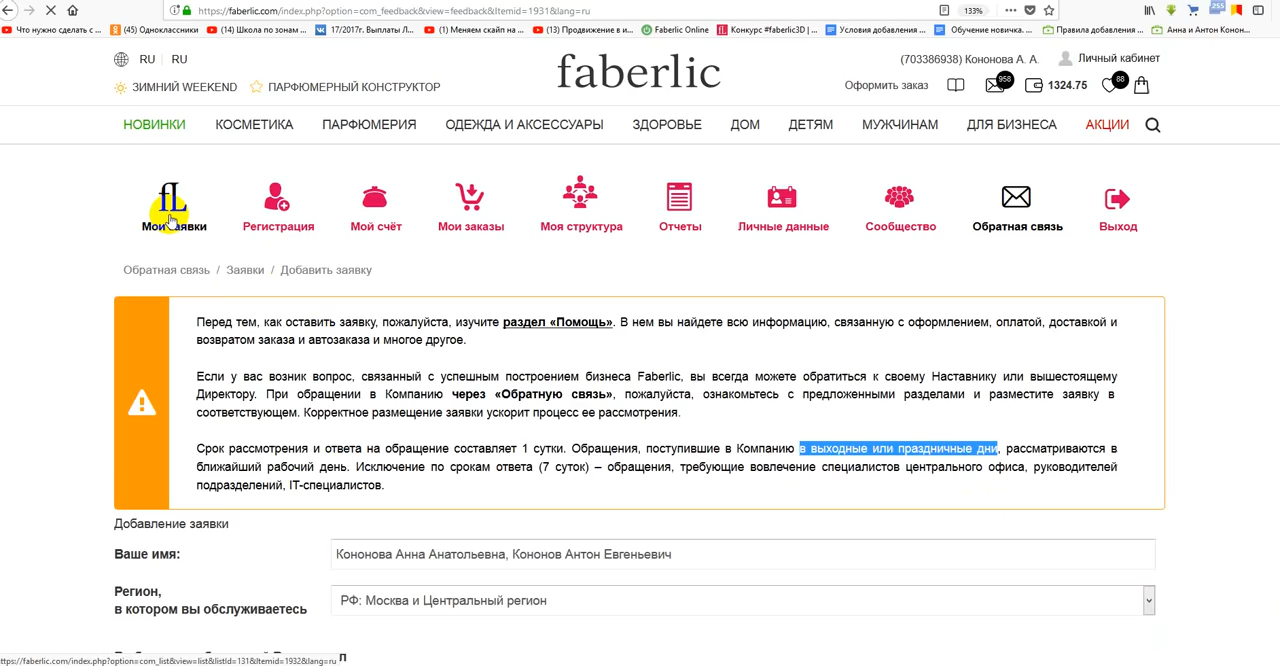 https://faberlic.com/index.php?option=com_feedback&view=feedback&Itemid=1931&lang=ru
133%
255
Что нужно сделать с ...
(45) Одноклассники
(14) Школа по зонам ...
17/2017г. Выплаты Л...
(1) Меняем скайп на ...
(13) Продвижение в и...
Faberlic Online
Конкурс #faberlic3D | ...
Условия добавления ...
Обучение новичка. ...
Правила добавления ...
Анна и Антон Конон...
RU RU
faberlic
(703386938) Кононова А. А.
Личный кабинет
ЗИМНИЙ WEEKEND
ПАРФЮМЕРНЫЙ КОНСТРУКТОР
Оформить заказ
958
1324.75
88
НОВИНКИ КОСМЕТИКА ПАРФЮМЕРИЯ ОДЕЖДА И АКСЕССУАРЫ ЗДОРОВЬЕ ДОМ ДЕТЯМ МУЖЧИНАМ ДЛЯ БИЗНЕСА АКЦИИ
fL
Мои заявки Регистрация Мой счёт Мои заказы Моя структура Отчеты Личные данные Сообщество Обратная связь Выход
Обратная связь / Заявки / Добавить заявку
Перед тем, как оставить заявку, пожалуйста, изучите раздел «Помощь». В нем вы найдете всю информацию, связанную с оформлением, оплатой, доставкой и
возвратом заказа и автозаказа и многое другое.
Если у вас возник вопрос, связанный с успешным построением бизнеса Faberlic, вы всегда можете обратиться к своему Наставнику или вышестоящему
Директору. При обращении в Компанию через «Обратную связь», пожалуйста, ознакомьтесь с предложенными разделами и разместите заявку в
соответствующем. Корректное размещение заявки ускорит процесс ее рассмотрения.
Срок рассмотрения и ответа на обращение составляет 1 сутки. Обращения, поступившие в Компанию в выходные или праздничные дни, рассматриваются в
ближайший рабочий день. Исключение по срокам ответа (7 суток) – обращения, требующие вовлечение специалистов центрального офиса, руководителей
подразделений, IT-специалистов.
Добавление заявки
Ваше имя:
Кононова Анна Анатольевна, Кононов Антон Евгеньевич
Регион,
в котором вы обслуживаетесь
РФ: Москва и Центральный регион
ttps://faberlic.com/index.php?option=com_list&view=list&listId=131&Itemid=1932&lang=ru